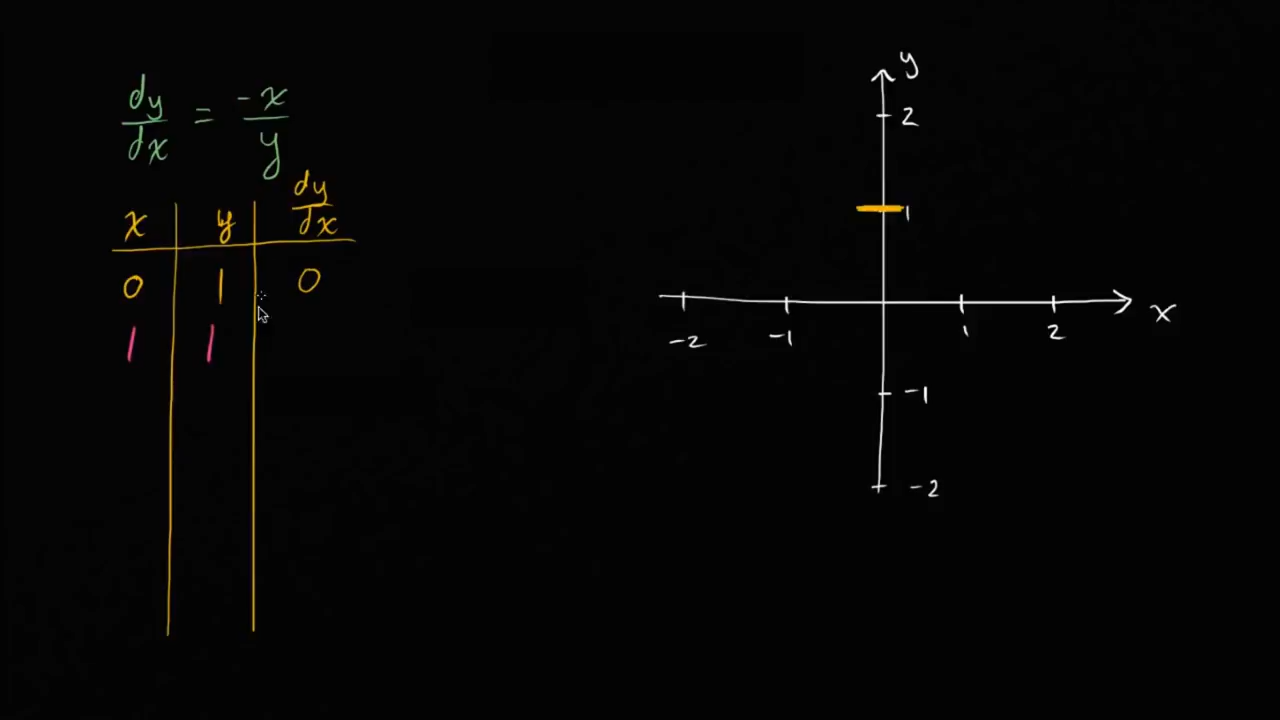 dy/dx = -x/y
x y dy/dx
0 1 0
1 1
y
2
1
-2 -1 1 2 x
-1
-2